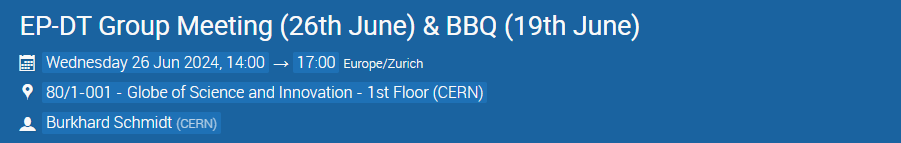 EP-DT Group Meeting (26th June) & BBQ (19th June)
Wednesday 26 Jun 2024, 14:00 → 17:00 Europe/Zurich
80/1-001 - Globe of Science and Innovation - 1st Floor (CERN)
Burkhard Schmidt (CERN)